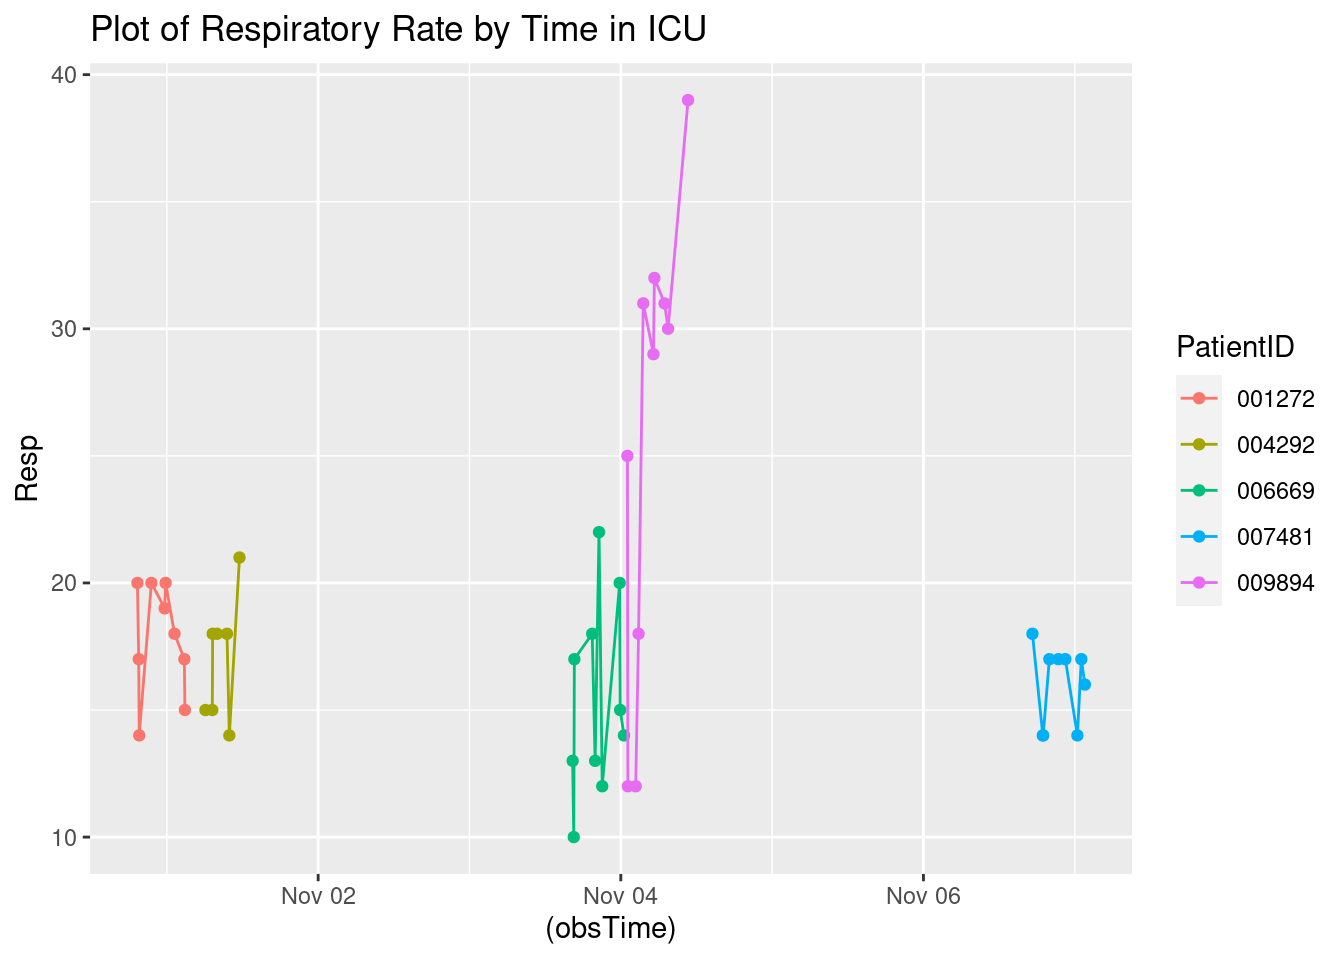 Plot of Respiratory Rate by Time in ICU
40
30
20
10
Resp
Nov 02
Nov 04
Nov 06
(obsTime)
PatientID
001272
004292
006669
007481
009894